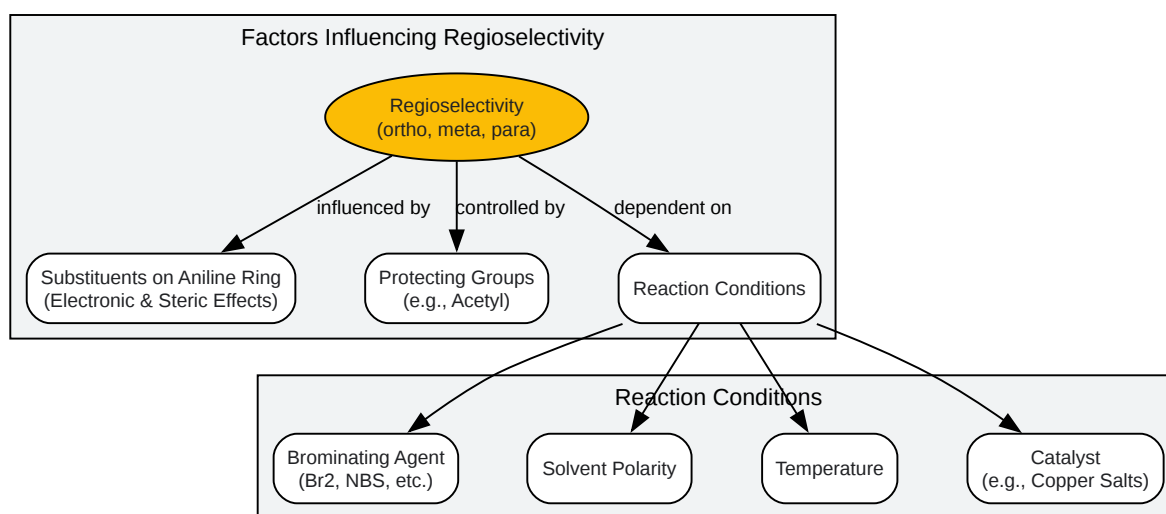 Factors Influencing Regioselectivity
Regioselectivity
(ortho, meta, para)
influenced by
controlled by
dependent on
Substituents on Aniline Ring
(Electronic & Steric Effects)
Protecting Groups
(e.g., Acetyl)
Reaction Conditions
Reaction Conditions
Brominating Agent
(Br2, NBS, etc.)
Solvent Polarity
Temperature
Catalyst
(e.g., Copper Salts)